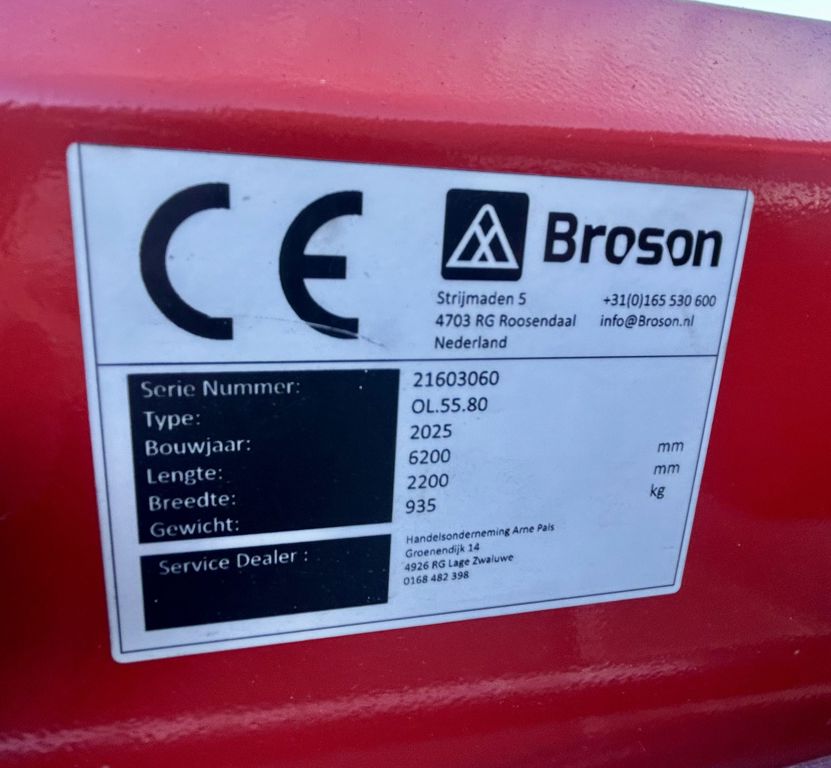 CE
Broson
Strijmaden 5 +31(0)165 530 600
4703 RG Roosendaal info@Broson.nl
Nederland
Serie Nummer: 21603060
Type: OL.55.80
Bouwjaar: 2025
Lengte: 6200 mm
Breedte: 2200 mm
Gewicht: 935 kg
Service Dealer : Handelsonderneming Arne Pals
Groenendijk 14
4926 RG Lage Zwaluwe
0168 482 398